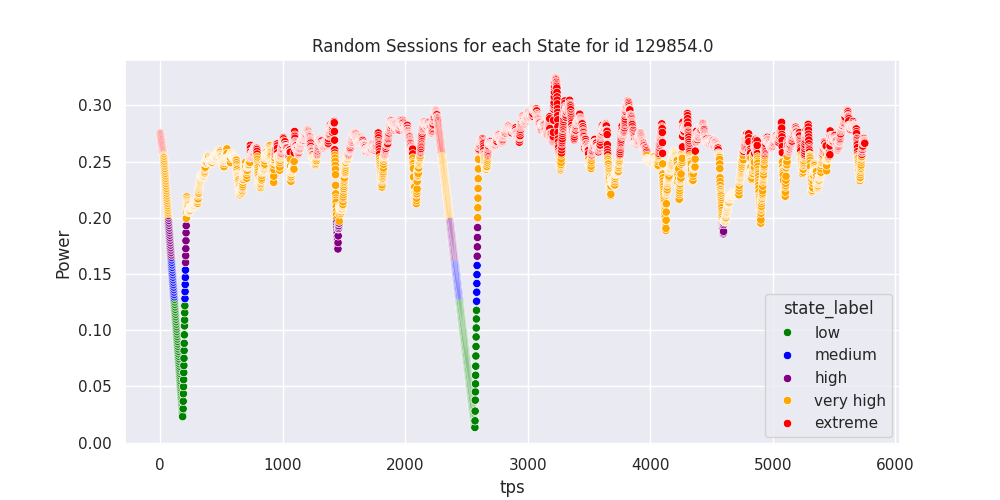 Random Sessions for each State for id 129854.0
Power
0.30
0.25
0.20
0.15
0.10
0.05
0.00
state_label
low
medium
high
very high
extreme
0 1000 2000 3000 4000 5000 6000
tps